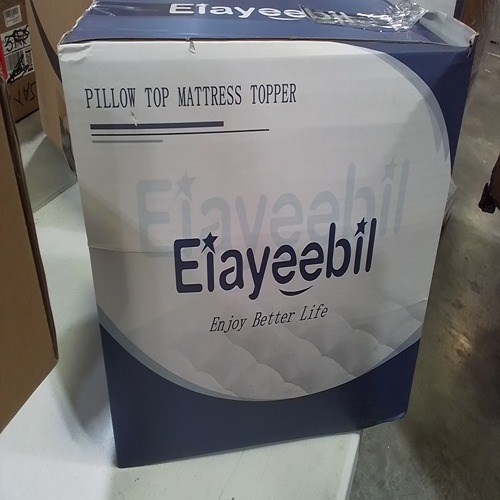 Eiayeebil
PILLOW TOP MATTRESS TOPPER
Eiayeebil
Eiayeebil
Enjoy Better Life